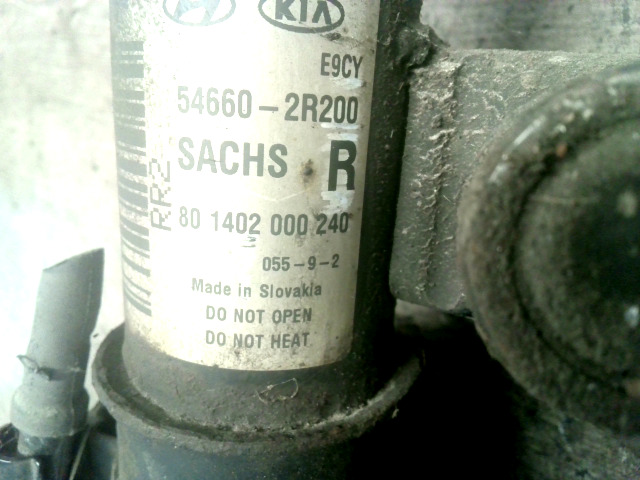 KIA
E9CY
54660-2R200
SACHS R
RR2
80 1402 000 240
055-9-2
Made in Slovakia
DO NOT OPEN
DO NOT HEAT